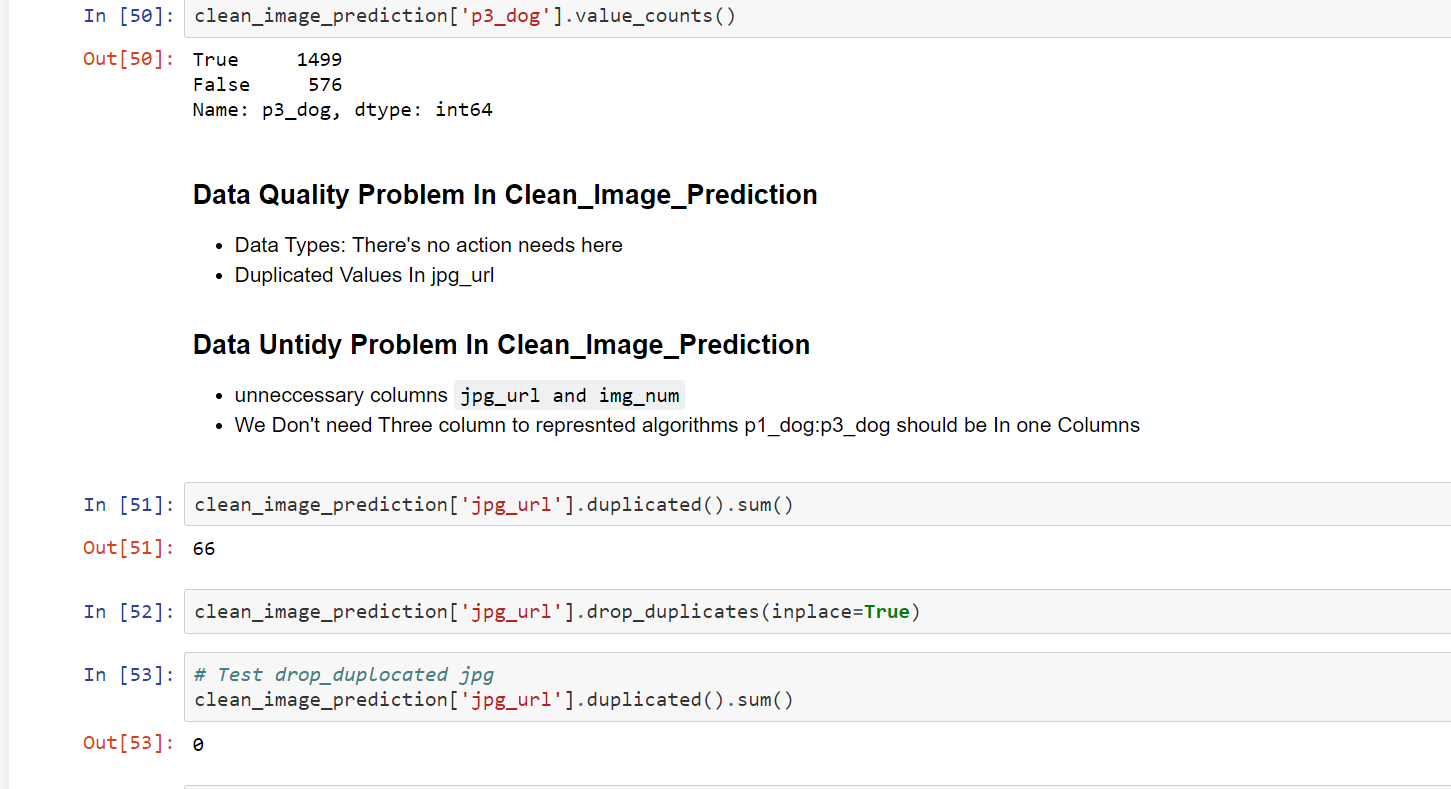 In [50]: clean_image_prediction['p3_dog'].value_counts()
Out[50]: True     1499
False     576
Name: p3_dog, dtype: int64
Data Quality Problem In Clean_Image_Prediction
• Data Types: There's no action needs here
• Duplicated Values In jpg_url
Data Untidy Problem In Clean_Image_Prediction
• unneccessary columns jpg_url and img_num
• We Don't need Three column to represnted algorithms p1_dog:p3_dog should be In one Columns
In [51]: clean_image_prediction['jpg_url'].duplicated().sum()
Out[51]: 66
In [52]: clean_image_prediction['jpg_url'].drop_duplicates(inplace=True)
In [53]: # Test drop_duplocated jpg
clean_image_prediction['jpg_url'].duplicated().sum()
Out[53]: 0